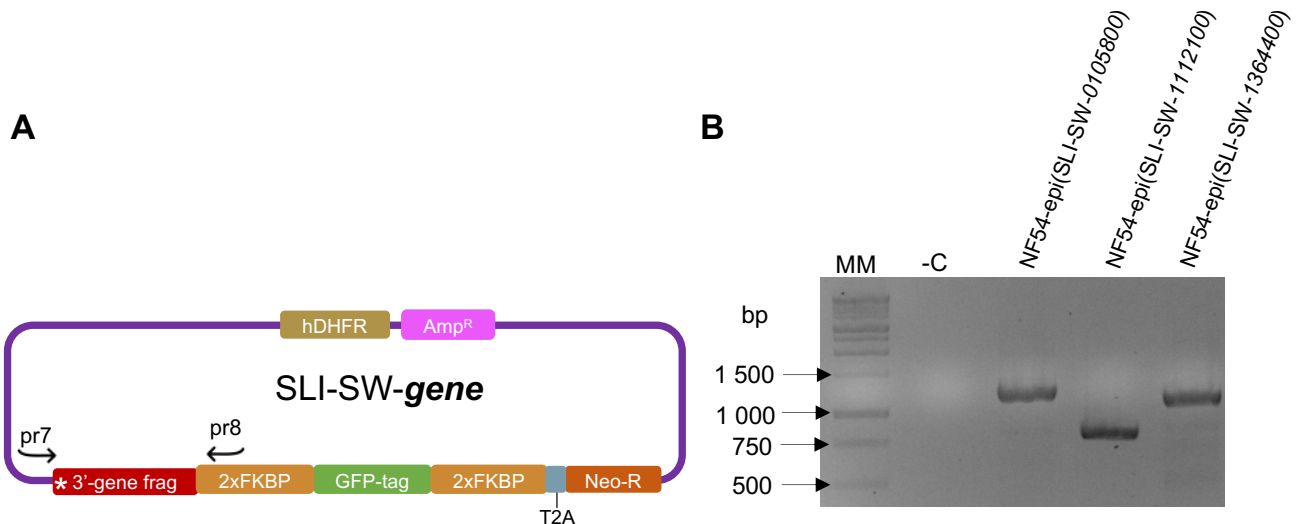 A
hDHFR
Amp^R
SLI-SW-gene
pr7
pr8
* 3'-gene frag
2xFKBP
GFP-tag
2xFKBP
Neo-R
T2A
B
NF54-epi(SLI-SW-0105800)
NF54-epi(SLI-SW-1112100)
NF54-epi(SLI-SW-1364400)
MM
-C
bp
1 500
1 000
750
500